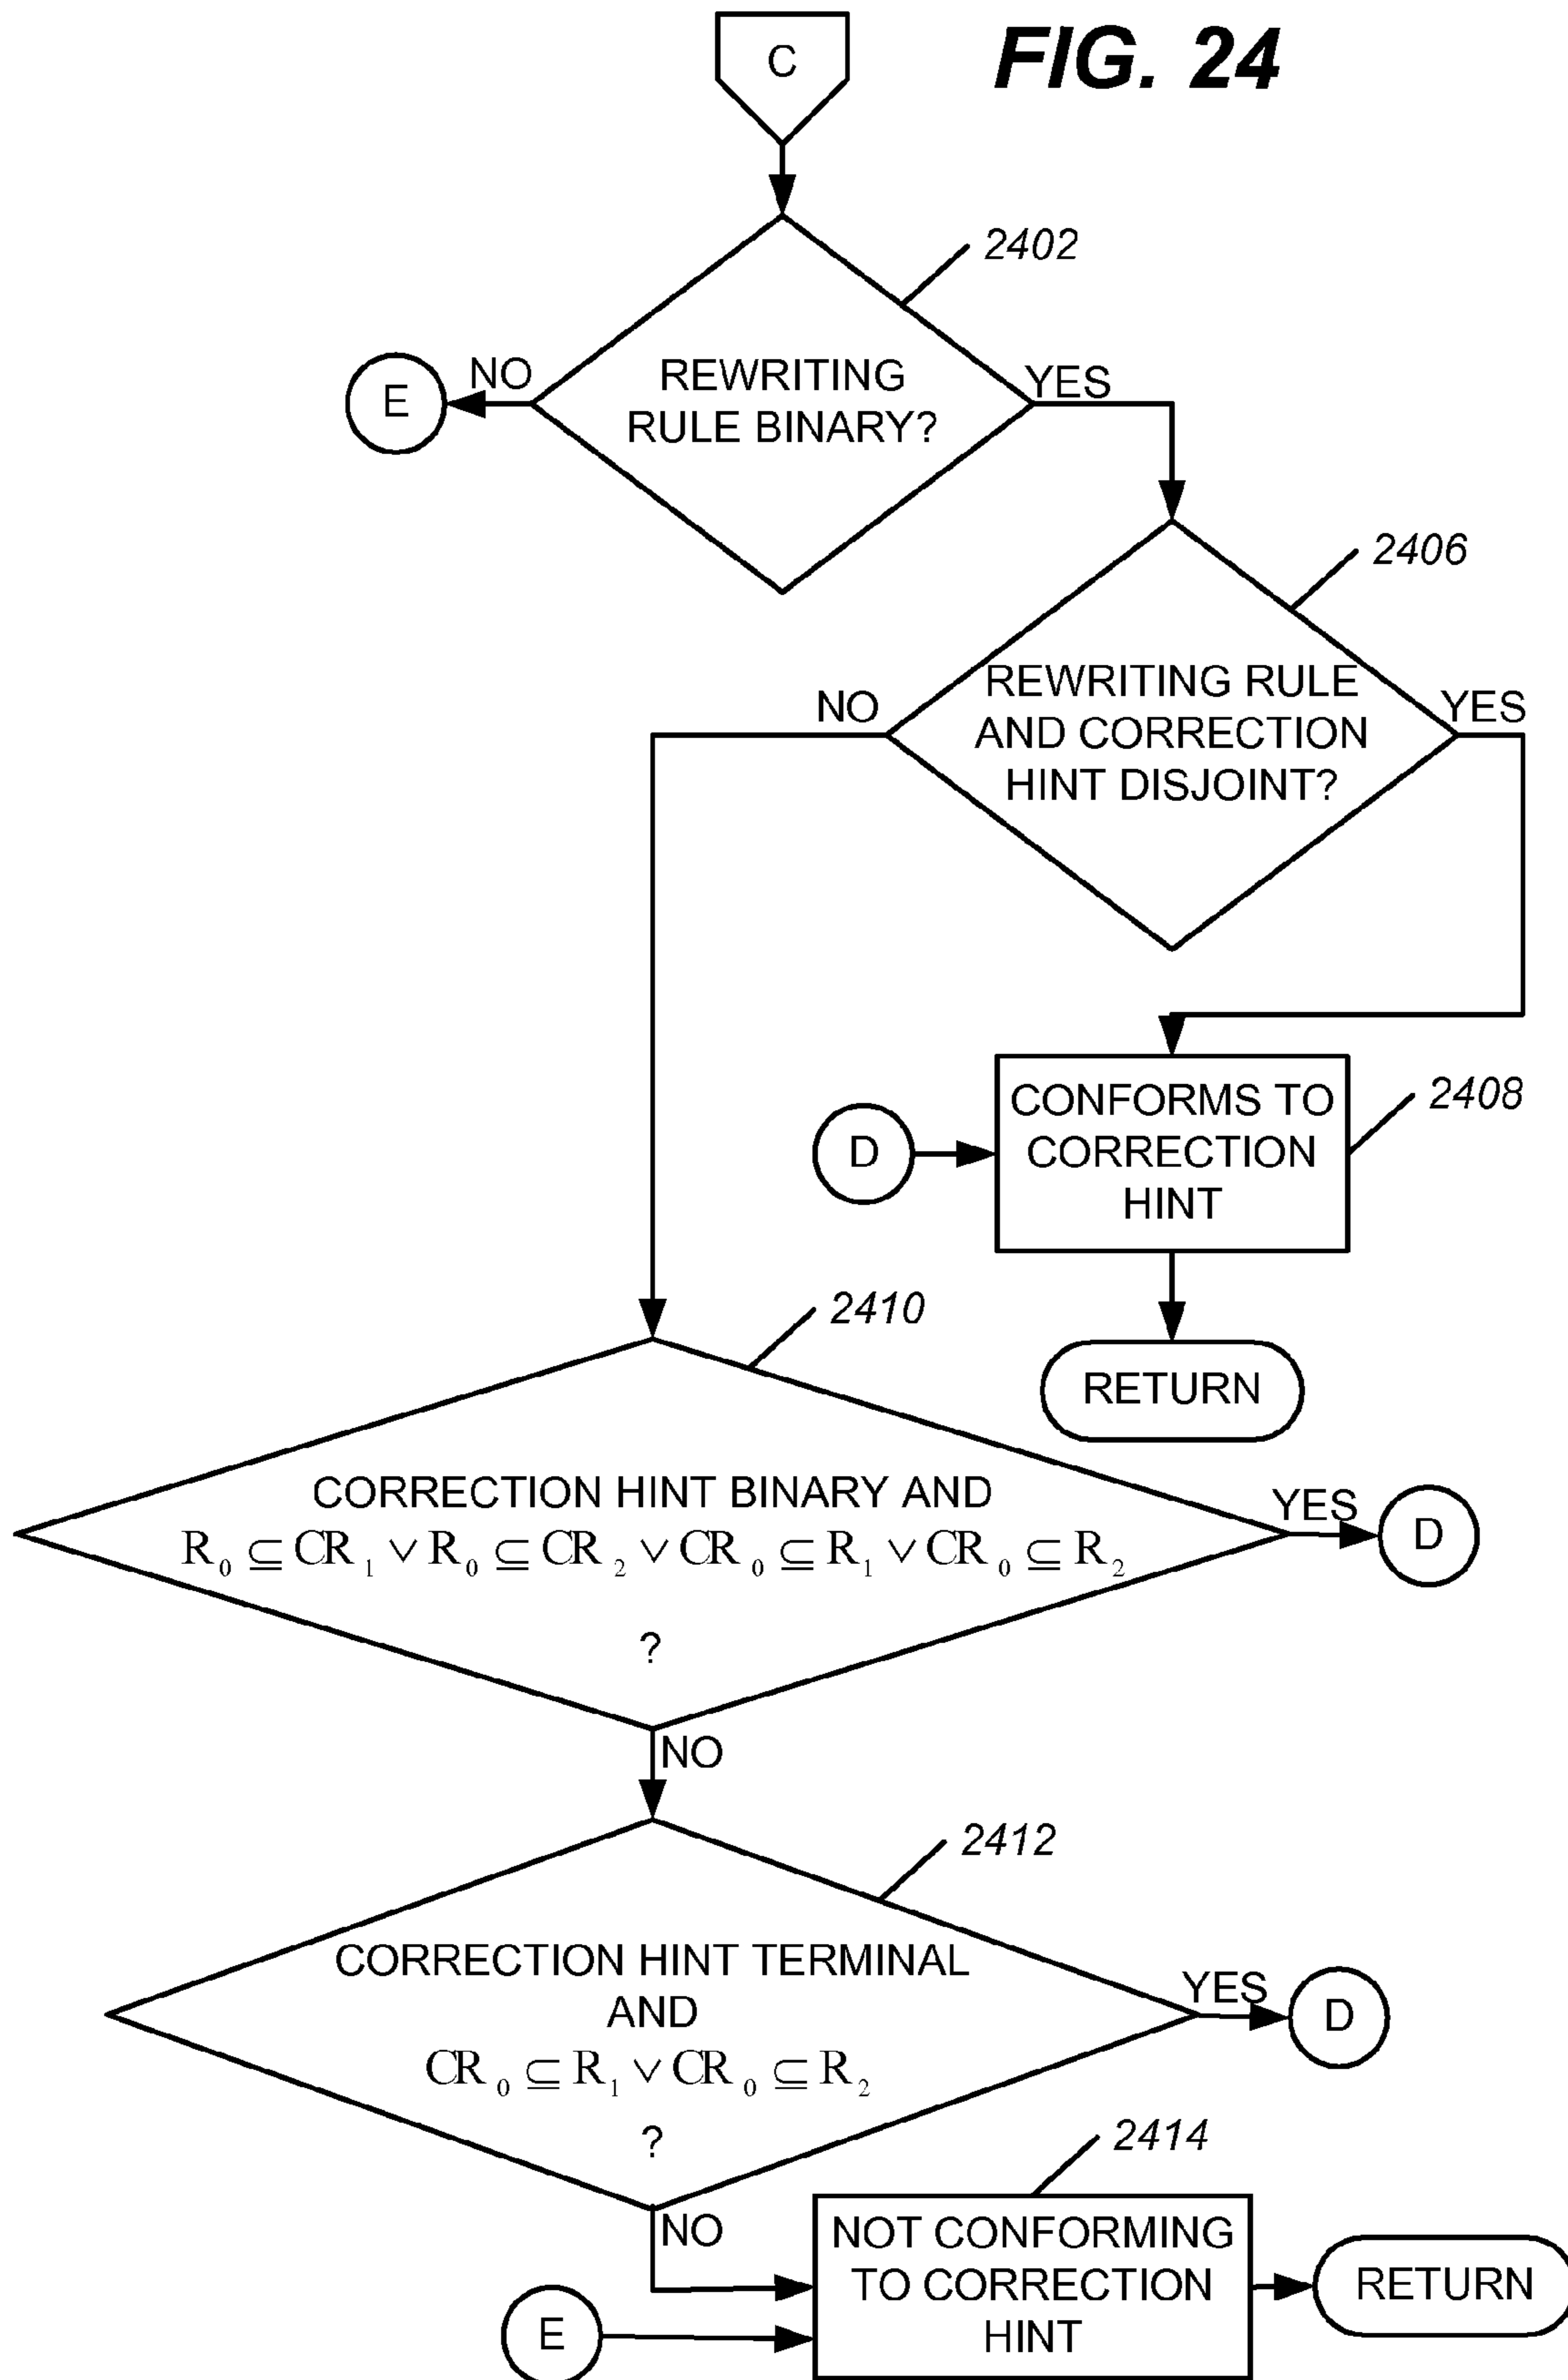 FIG. 24
C
2402
NO
E
REWRITING
RULE BINARY?
YES
2406
NO
REWRITING RULE
AND CORRECTION
HINT DISJOINT?
YES
D
CONFORMS TO
CORRECTION
HINT
2408
RETURN
2410
CORRECTION HINT BINARY AND
R₀ ⊆ CR₁ ∨ R₀ ⊆ CR₂ ∨ CR₀ ⊆ R₁ ∨ CR₀ ⊆ R₂
?
YES
D
NO
2412
CORRECTION HINT TERMINAL
AND
CR₀ ⊆ R₁ ∨ CR₀ ⊆ R₂
?
YES
D
NO
2414
NOT CONFORMING
TO CORRECTION
HINT
RETURN
E